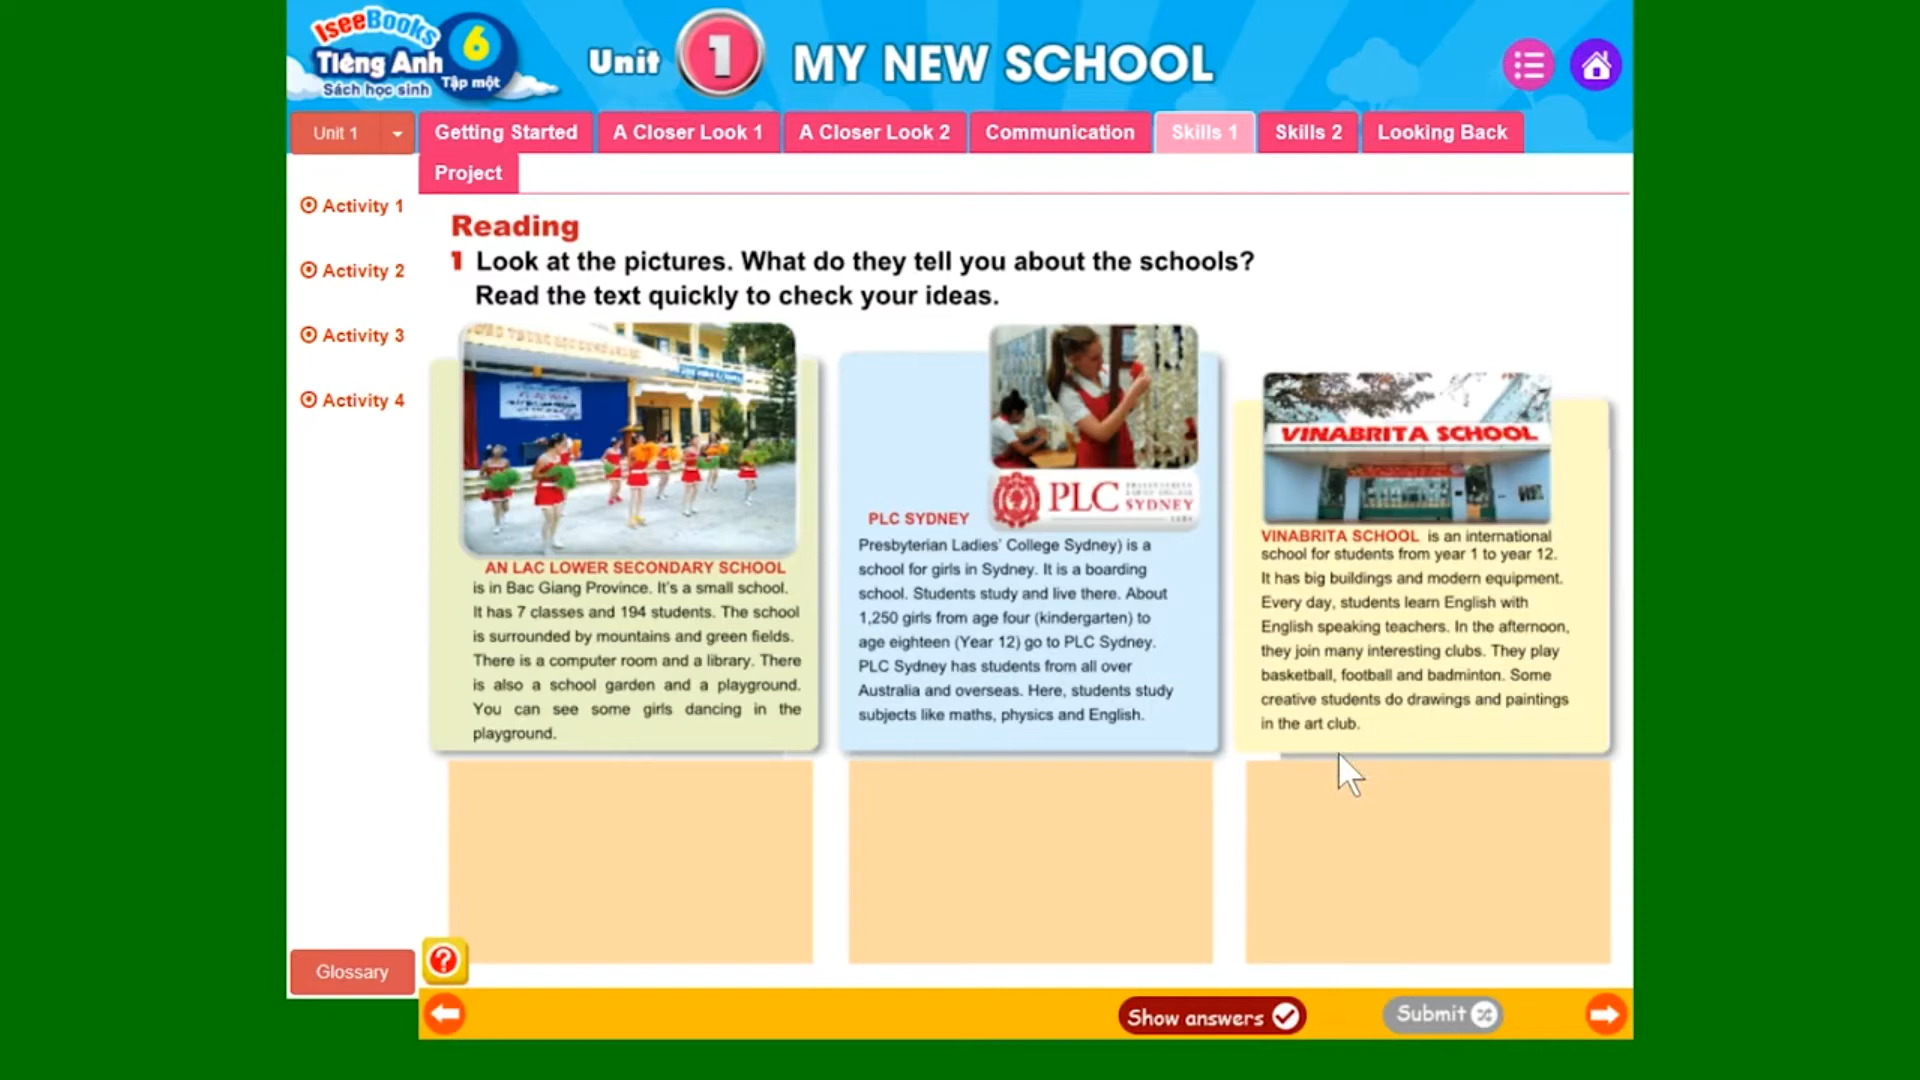 IseeBooks
Tiếng Anh 6
Tập một
Sách học sinh
Unit 1 MY NEW SCHOOL
Unit 1
Getting Started
A Closer Look 1
A Closer Look 2
Communication
Skills 1
Skills 2
Looking Back
Project
Activity 1
Activity 2
Activity 3
Activity 4
Glossary
Reading
1 Look at the pictures. What do they tell you about the schools?
Read the text quickly to check your ideas.
AN LAC LOWER SECONDARY SCHOOL
is in Bac Giang Province. It's a small school.
It has 7 classes and 194 students. The school
is surrounded by mountains and green fields.
There is a computer room and a library. There
is also a school garden and a playground.
You can see some girls dancing in the
playground.
PLC
SYDNEY
PLC SYDNEY
Presbyterian Ladies' College Sydney) is a
school for girls in Sydney. It is a boarding
school. Students study and live there. About
1,250 girls from age four (kindergarten) to
age eighteen (Year 12) go to PLC Sydney.
PLC Sydney has students from all over
Australia and overseas. Here, students study
subjects like maths, physics and English.
VINABRITA SCHOOL
VINABRITA SCHOOL is an international
school for students from year 1 to year 12.
It has big buildings and modern equipment.
Every day, students learn English with
English speaking teachers. In the afternoon,
they join many interesting clubs. They play
basketball, football and badminton. Some
creative students do drawings and paintings
in the art club.
?
Show answers
Submit